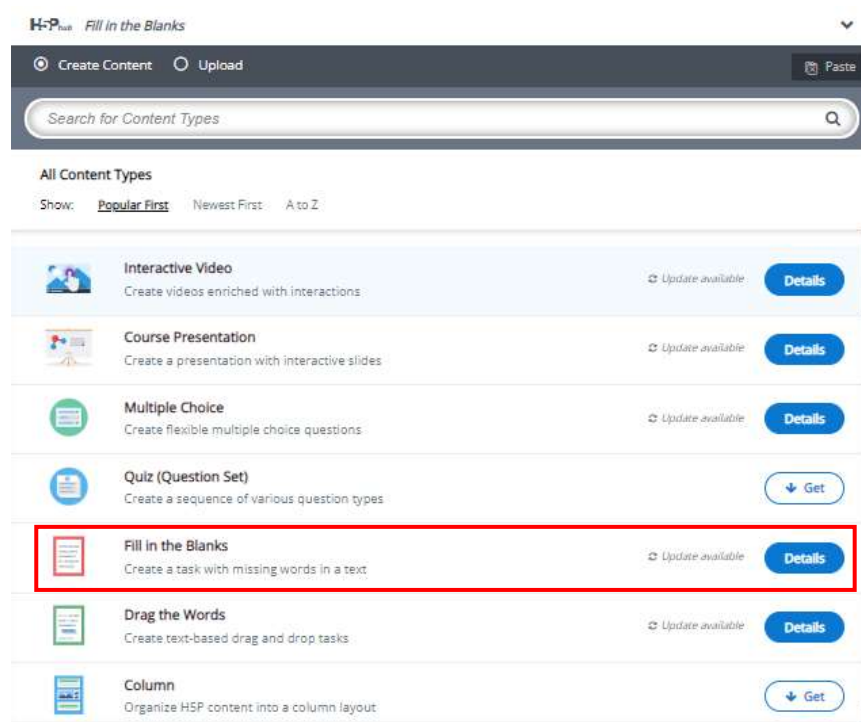 H5P hub Fill in the Blanks
Create Content Upload Paste
Search for Content Types
All Content Types
Show: Popular First Newest First A to Z
Interactive Video
Create videos enriched with interactions
Update available Details
Course Presentation
Create a presentation with interactive slides
Update available Details
Multiple Choice
Create flexible multiple choice questions
Update available Details
Quiz (Question Set)
Create a sequence of various question types
Get
Fill in the Blanks
Create a task with missing words in a text
Update available Details
Drag the Words
Create text-based drag and drop tasks
Update available Details
Column
Organize H5P content into a column layout
Get